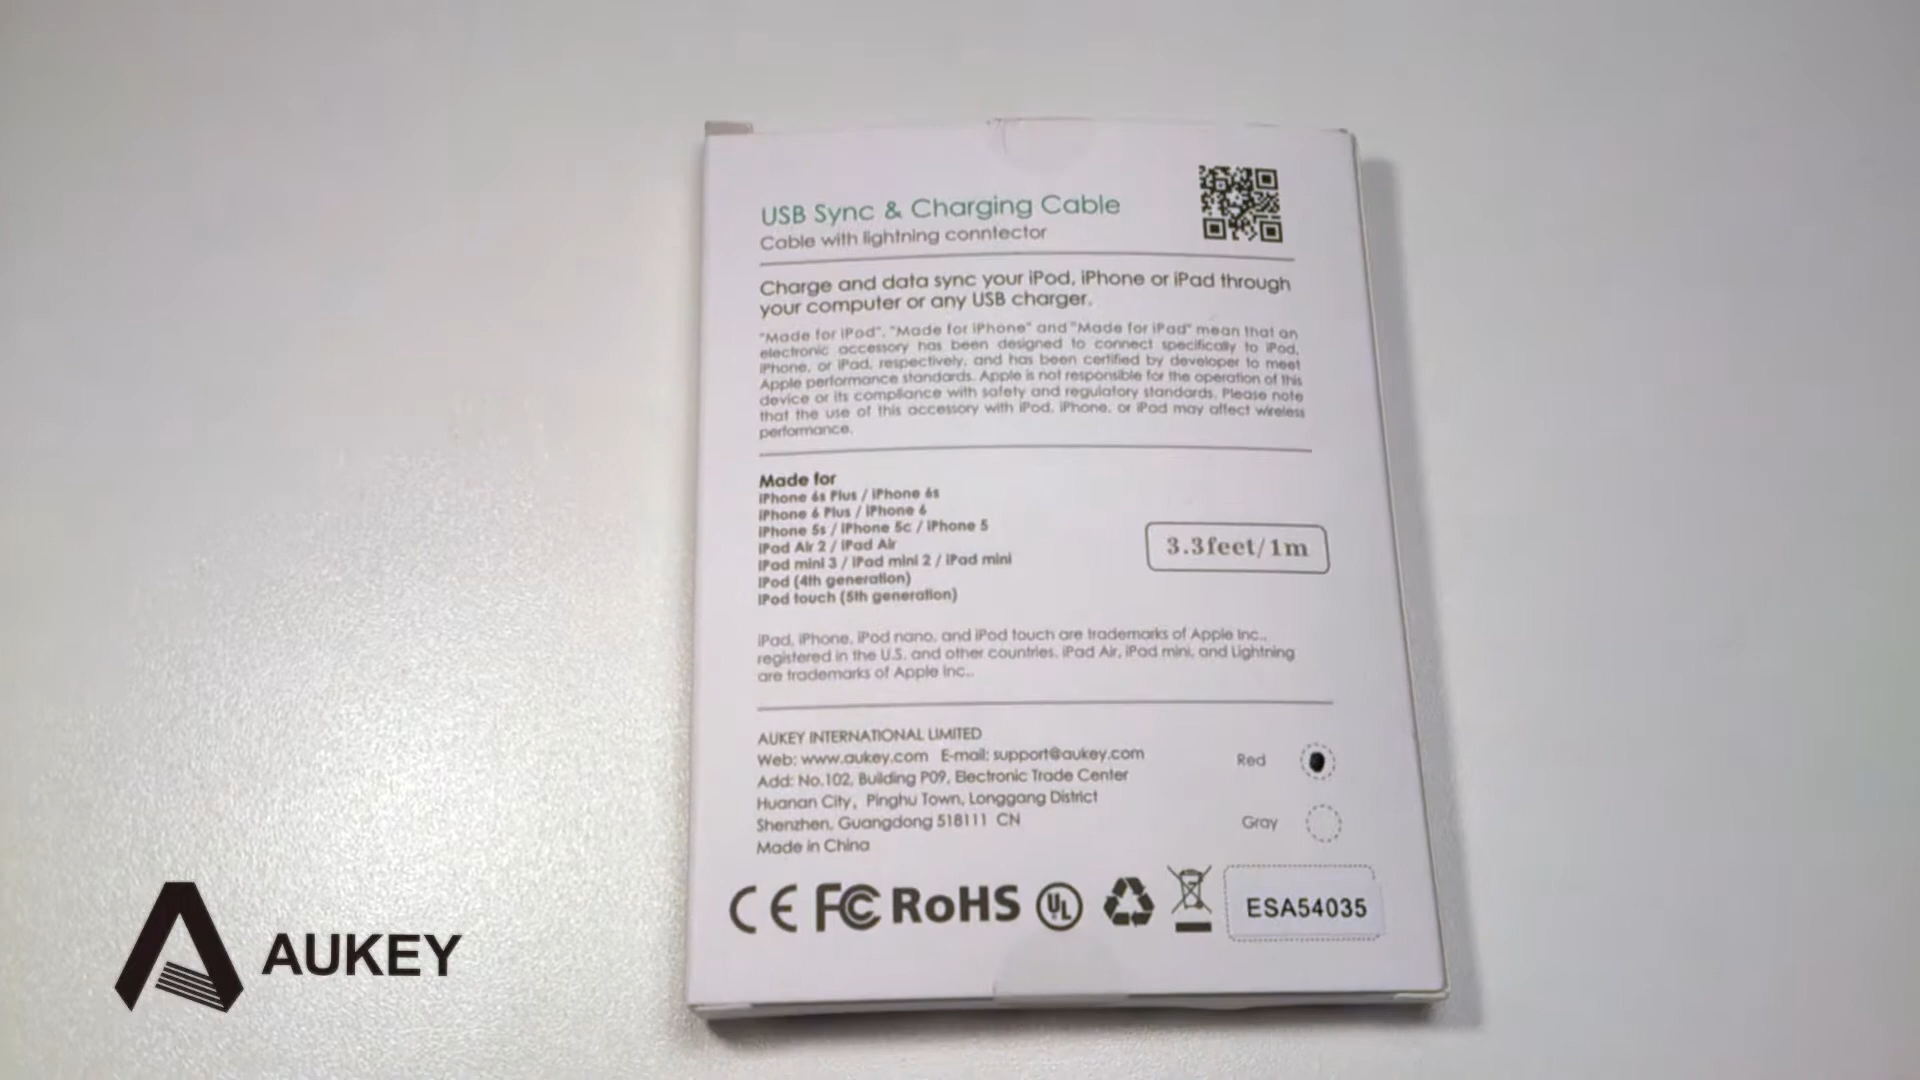 USB Sync & Charging Cable
Cable with lightning conntector
Charge and data sync your iPod, iPhone or iPad through
your computer or any USB charger.
"Made for iPod", "Made for iPhone" and "Made for iPad" mean that an
electronic accessory has been designed to connect specifically to iPod,
iPhone, or iPad, respectively, and has been certified by developer to meet
Apple performance standards. Apple is not responsible for the operation of this
device or its compliance with safety and regulatory standards. Please note
that the use of this accessory with iPod, iPhone, or iPad may affect wireless
performance.
Made for
iPhone 6s Plus / iPhone 6s
iPhone 6 Plus / iPhone 6
iPhone 5s / iPhone 5c / iPhone 5
iPad Air 2 / iPad Air
iPad mini 3 / iPad mini 2 / iPad mini
iPod (4th generation)
iPod touch (5th generation)
3.3feet/1m
iPad, iPhone, iPod nano, and iPod touch are trademarks of Apple Inc.,
registered in the U.S. and other countries. iPad Air, iPad mini, and Lightning
are trademarks of Apple Inc..
AUKEY INTERNATIONAL LIMITED
Web: www.aukey.com E-mail: support@aukey.com
Add: No.102, Building P09, Electronic Trade Center
Huanan City, Pinghu Town, Longgang District
Shenzhen, Guangdong 518111 CN
Made in China
Red
Gray
CE FC RoHS UL
ESA54035
AUKEY